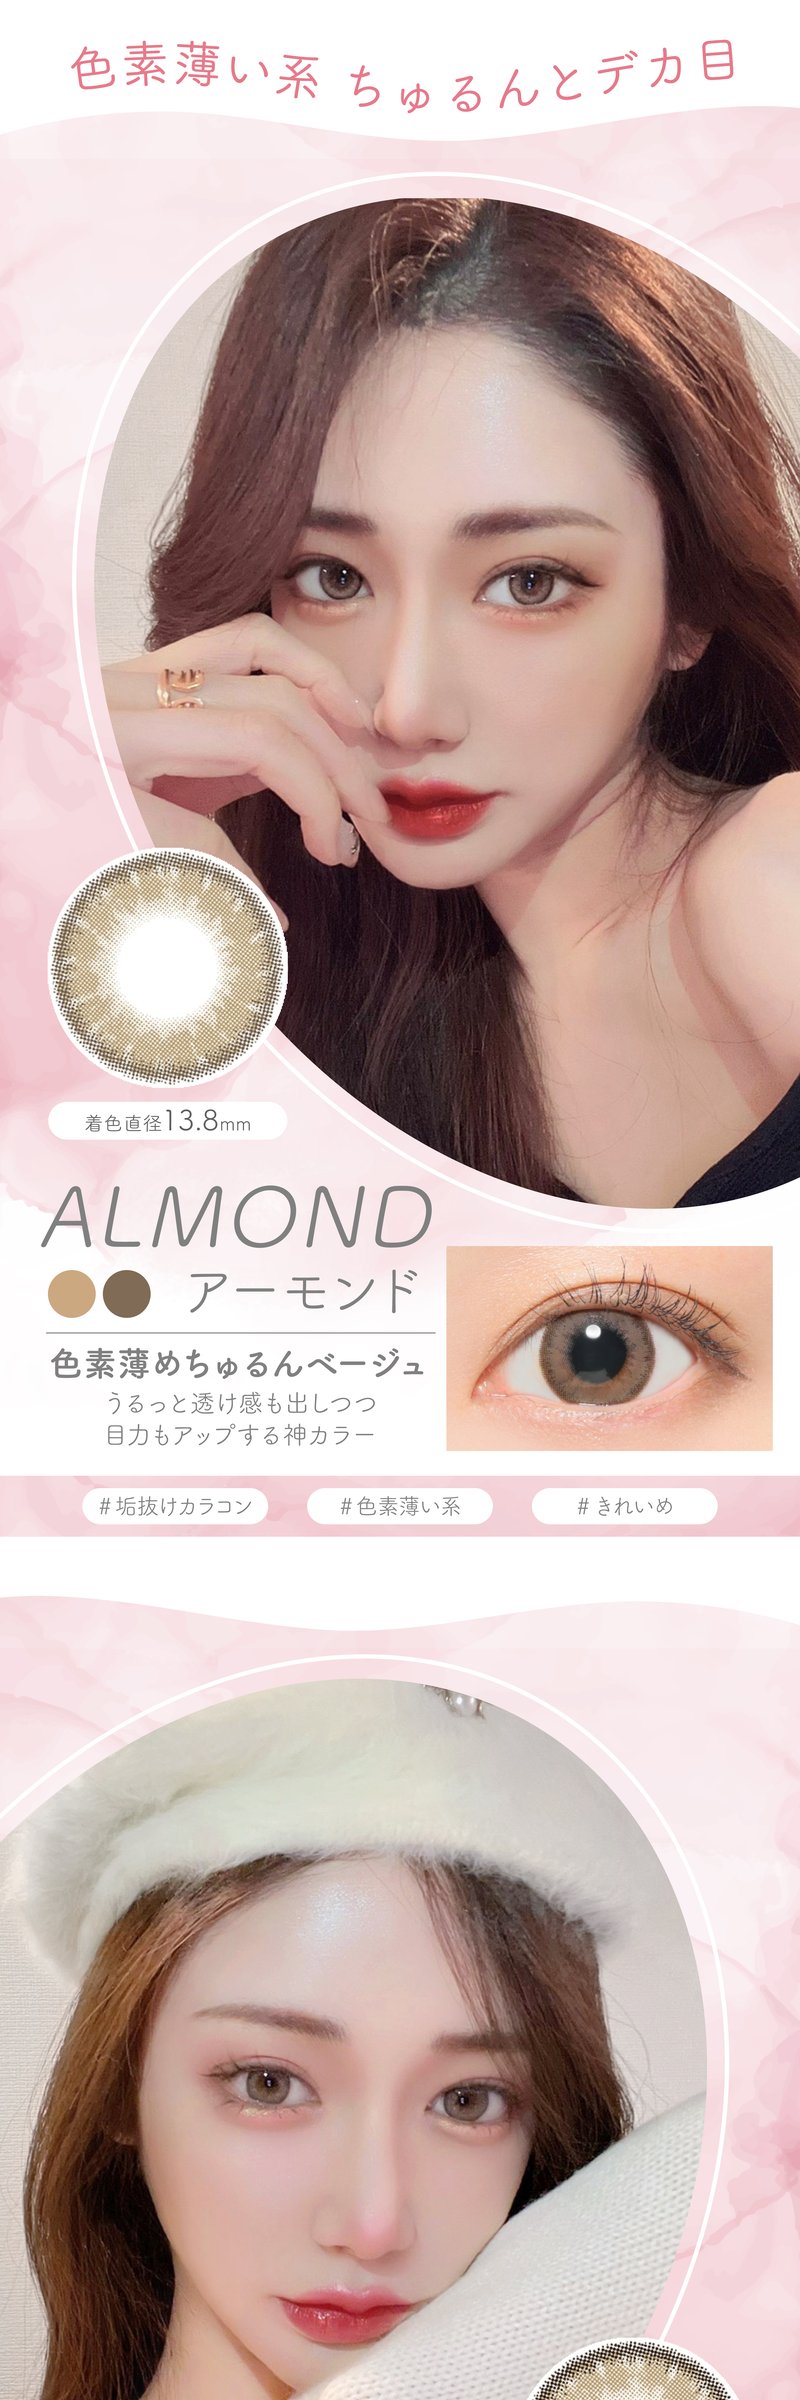 色素薄い系 ちゅるんとデカ目
着色直径13.8mm
ALMOND
アーモンド
色素薄めちゅるんベージュ
うるっと透け感も出しつつ
目力もアップする神カラー
#垢抜けカラコン
#色素薄い系
#きれいめ